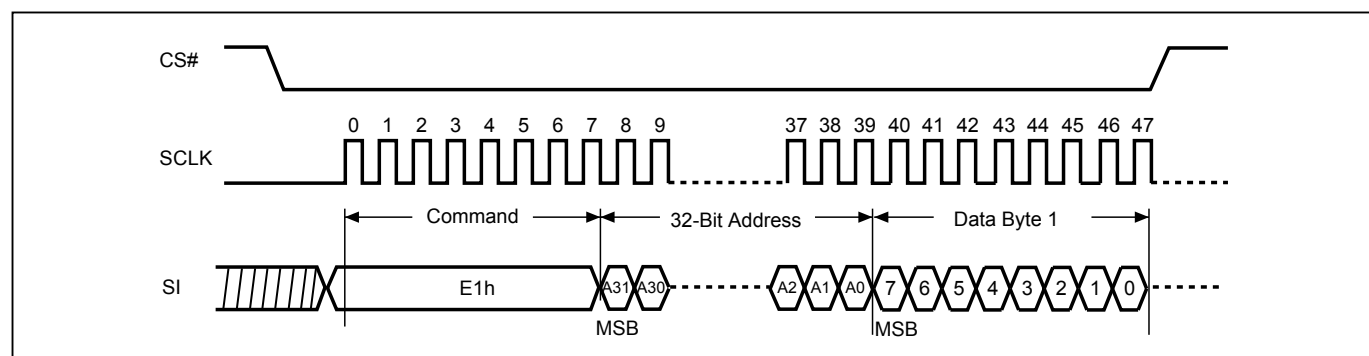 CS#
0 1 2 3 4 5 6 7 8 9 37 38 39 40 41 42 43 44 45 46 47
SCLK
Command 32-Bit Address Data Byte 1
SI E1h A31 A30 A2 A1 A0 7 6 5 4 3 2 1 0
MSB MSB